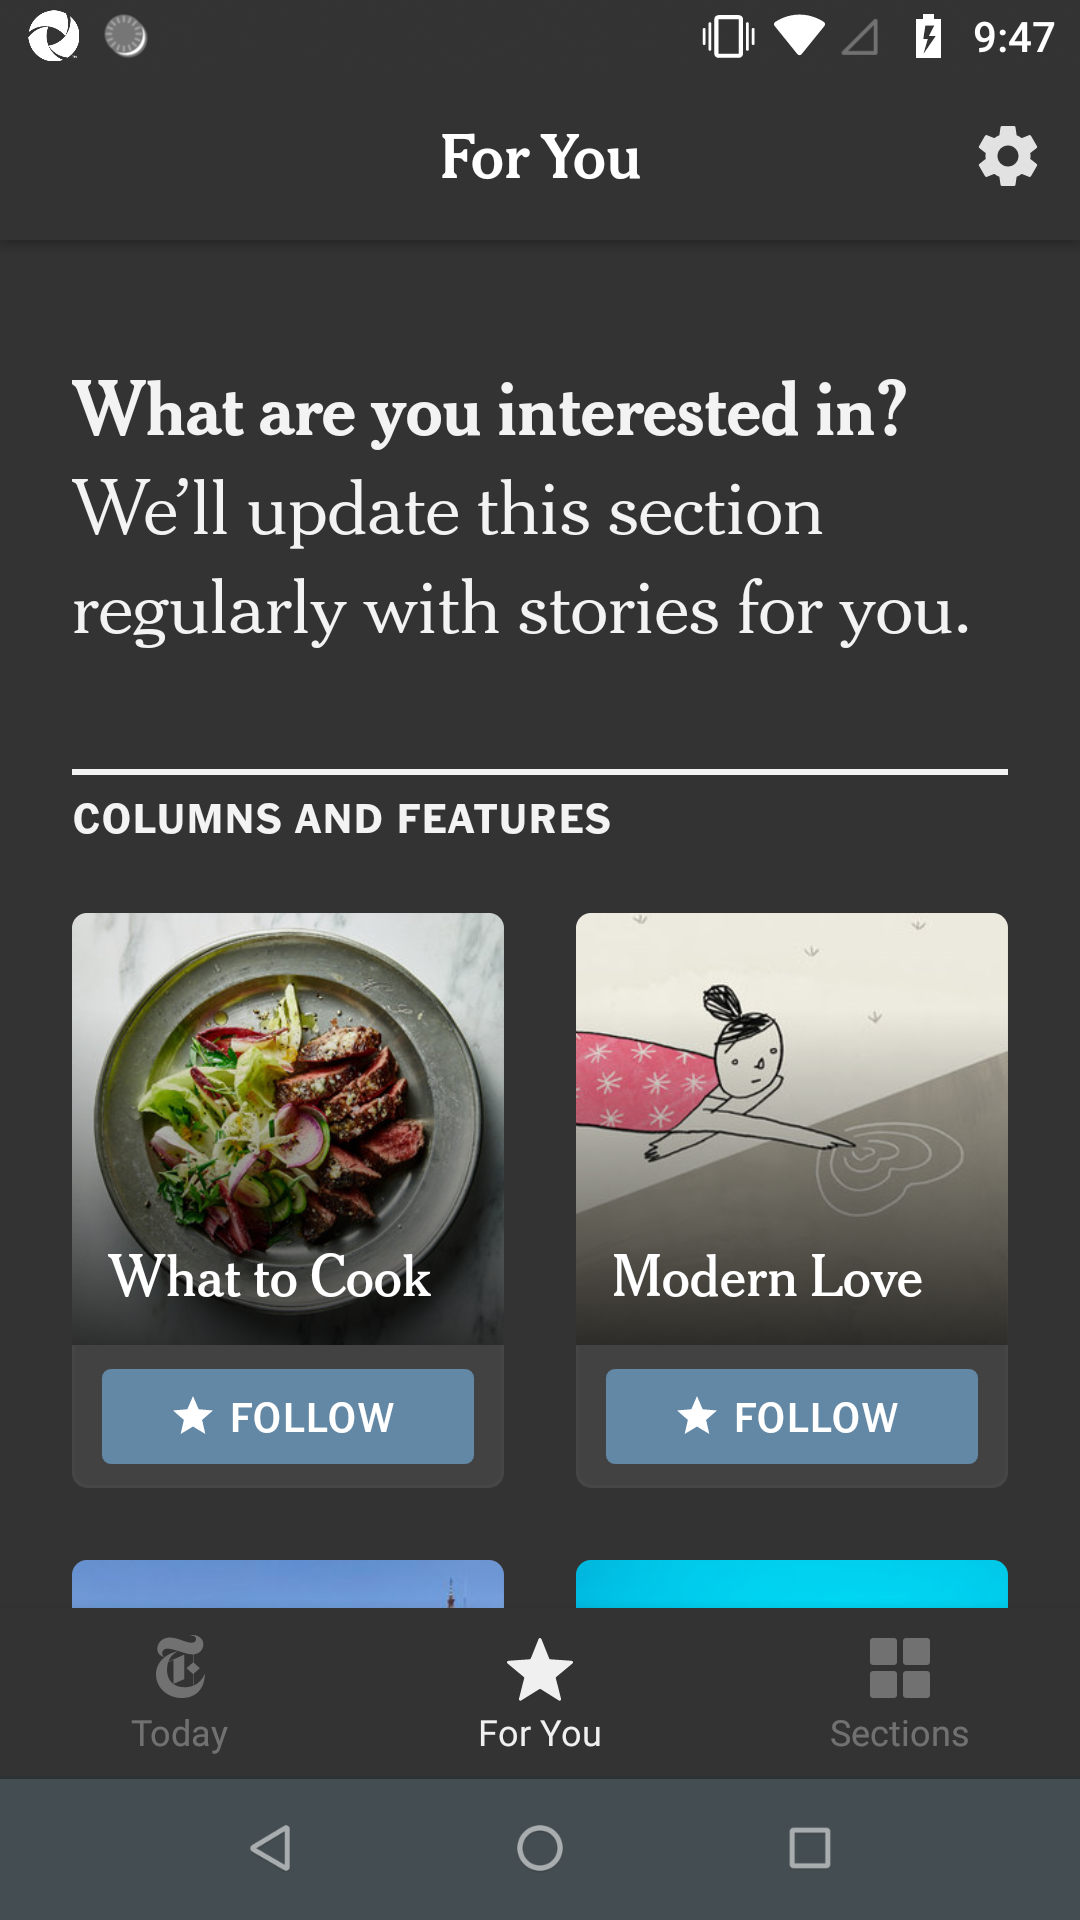 9:47
For You
What are you interested in?
We’ll update this section
regularly with stories for you.
COLUMNS AND FEATURES
What to Cook
Modern Love
FOLLOW
FOLLOW
Today
For You
Sections